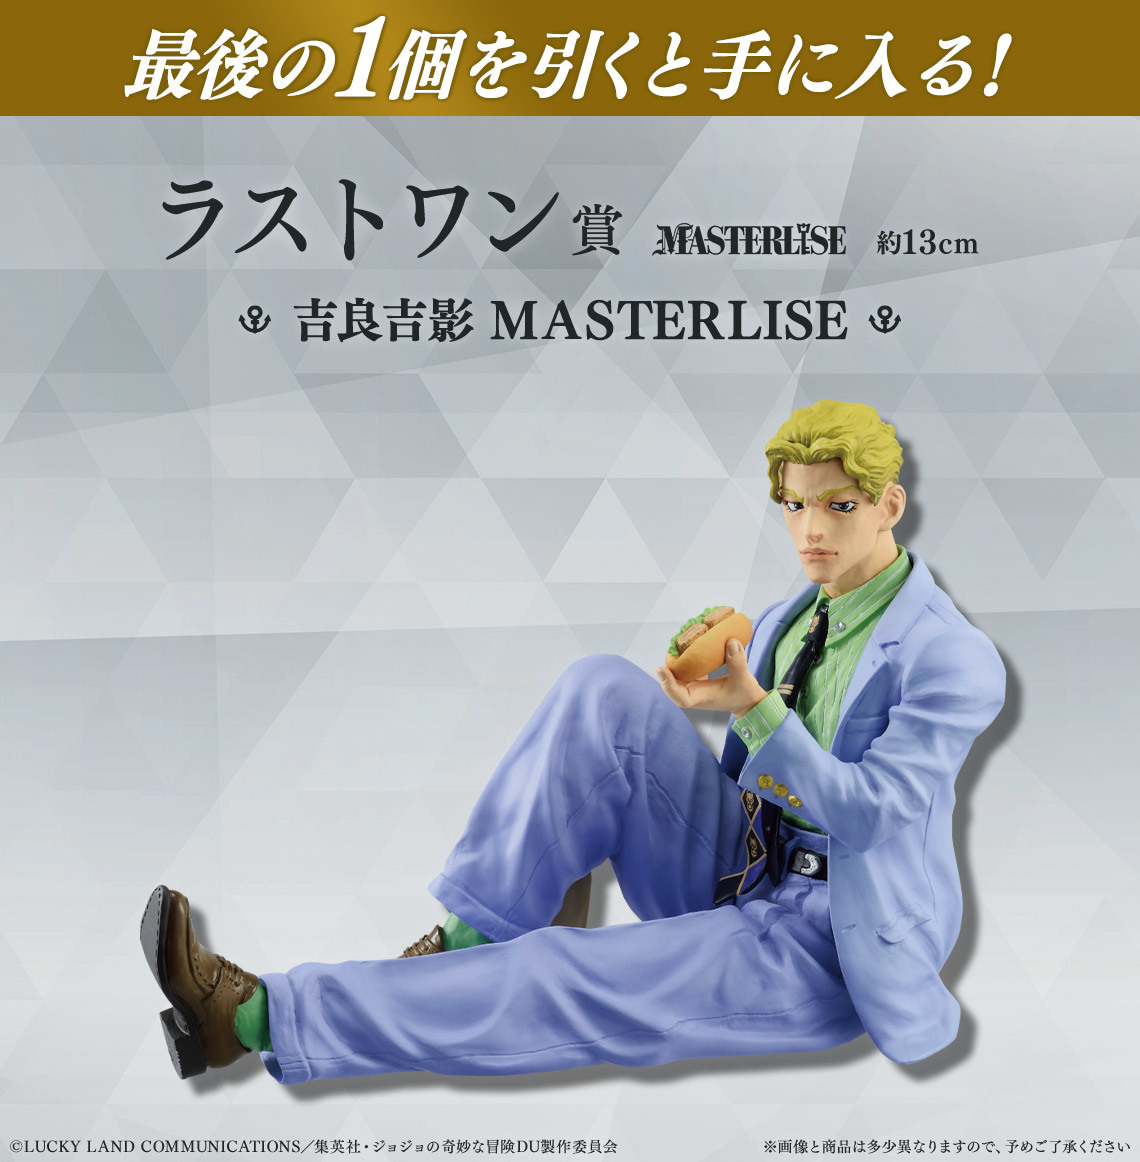 最後の1個を引くと手に入る!
ラストワン賞 MASTERLISE 約13cm
吉良吉影 MASTERLISE
©LUCKY LAND COMMUNICATIONS／集英社・ジョジョの奇妙な冒険DU製作委員会
※画像と商品は多少異なりますので、予めご了承ください